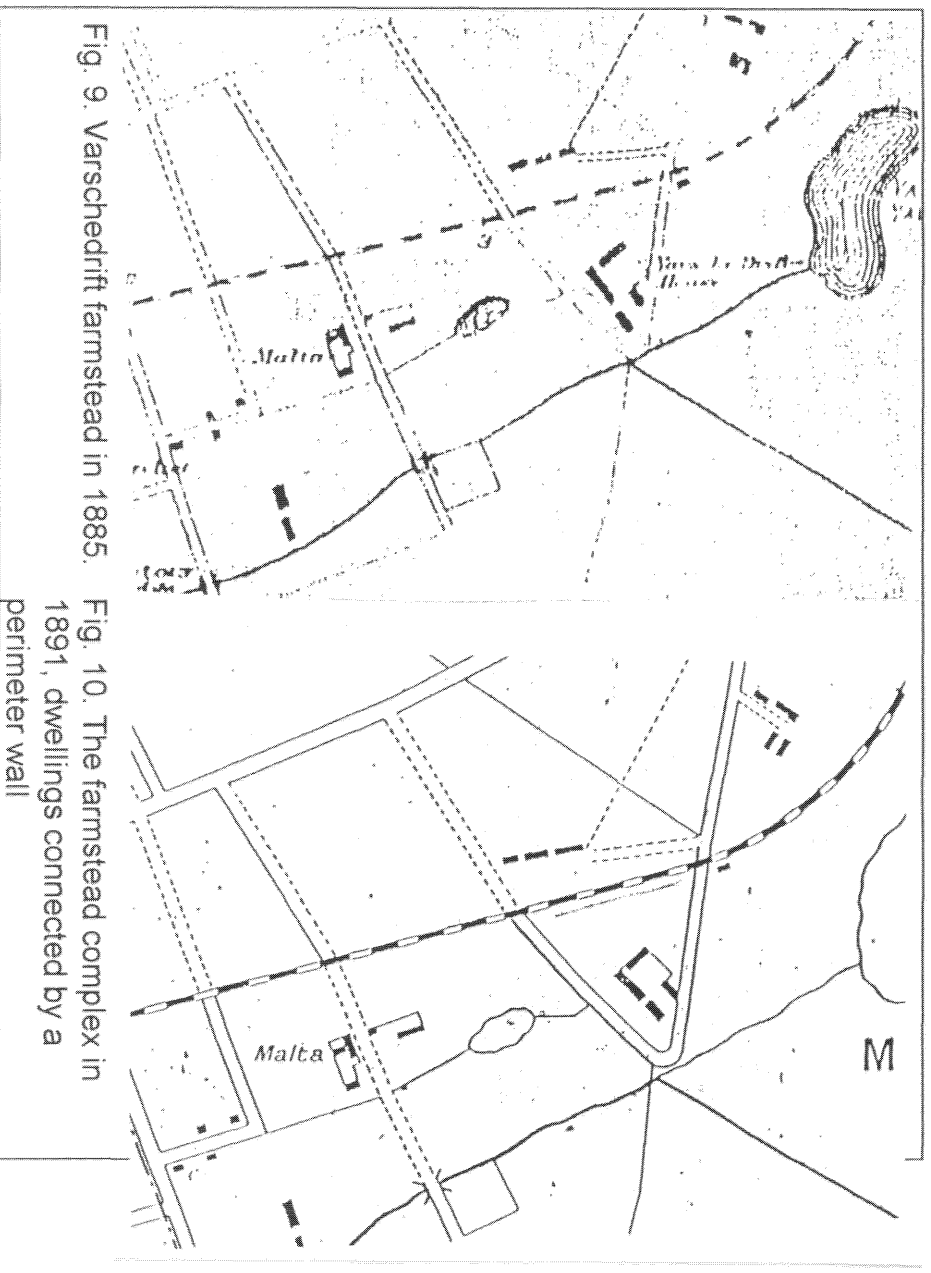 Fig. 9. Varschedrift farmstead in 1885.
Fig. 10. The farmstead complex in
1891, dwellings connected by a
perimeter wall
Malta
House
Malta
M